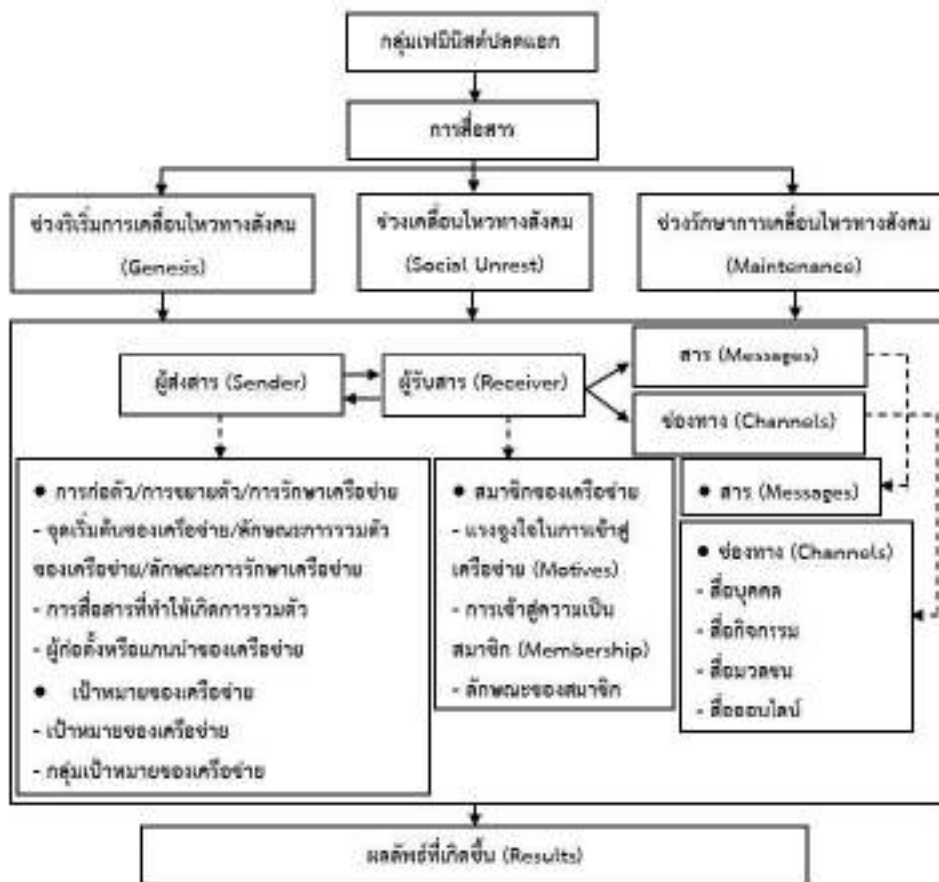 กลุ่มเฟมินิสต์ปลดแอก
การสื่อสาร
ช่วงริเริ่มการเคลื่อนไหวทางสังคม
(Genesis)
ช่วงเคลื่อนไหวทางสังคม
(Social Unrest)
ช่วงรักษาการเคลื่อนไหวทางสังคม
(Maintenance)
ผู้ส่งสาร (Sender)
ผู้รับสาร (Receiver)
สาร (Messages)
ช่องทาง (Channels)
● การก่อตัว/การขยายตัว/การรักษาเครือข่าย
- จุดเริ่มต้นของเครือข่าย/ลักษณะการรวมตัว
ของเครือข่าย/ลักษณะการรักษาเครือข่าย
- การสื่อสารที่ทำให้เกิดการรวมตัว
- ผู้ก่อตั้งหรือแกนนำของเครือข่าย
● เป้าหมายของเครือข่าย
- เป้าหมายของเครือข่าย
- กลุ่มเป้าหมายของเครือข่าย
● สมาชิกของเครือข่าย
- แรงจูงใจในการเข้าสู่
เครือข่าย (Motives)
- การเข้าสู่ความเป็น
สมาชิก (Membership)
- ลักษณะของสมาชิก
● สาร (Messages)
● ช่องทาง (Channels)
- สื่อบุคคล
- สื่อกิจกรรม
- สื่อมวลชน
- สื่อออนไลน์
ผลลัพธ์ที่เกิดขึ้น (Results)